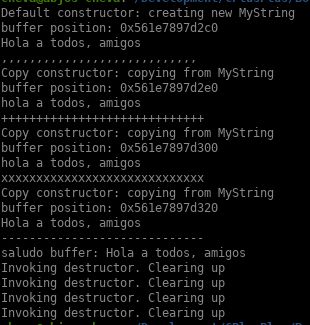 Default constructor: creating new MyString
buffer position: 0x561e7897d2c0
Hola a todos, amigos
,,,,,,,,,,,,,,,,,,,,,,,,,,,,
Copy constructor: copying from MyString
buffer position: 0x561e7897d2e0
hola a todos, amigos
+++++++++++++++++++++++++++++
Copy constructor: copying from MyString
buffer position: 0x561e7897d300
hola a todos, amigos
xxxxxxxxxxxxxxxxxxxxxxxxxxxxx
Copy constructor: copying from MyString
buffer position: 0x561e7897d320
Hola a todos, amigos
-----------------------------
saludo buffer: Hola a todos, amigos
Invoking destructor. Clearing up
Invoking destructor. Clearing up
Invoking destructor. Clearing up
Invoking destructor. Clearing up